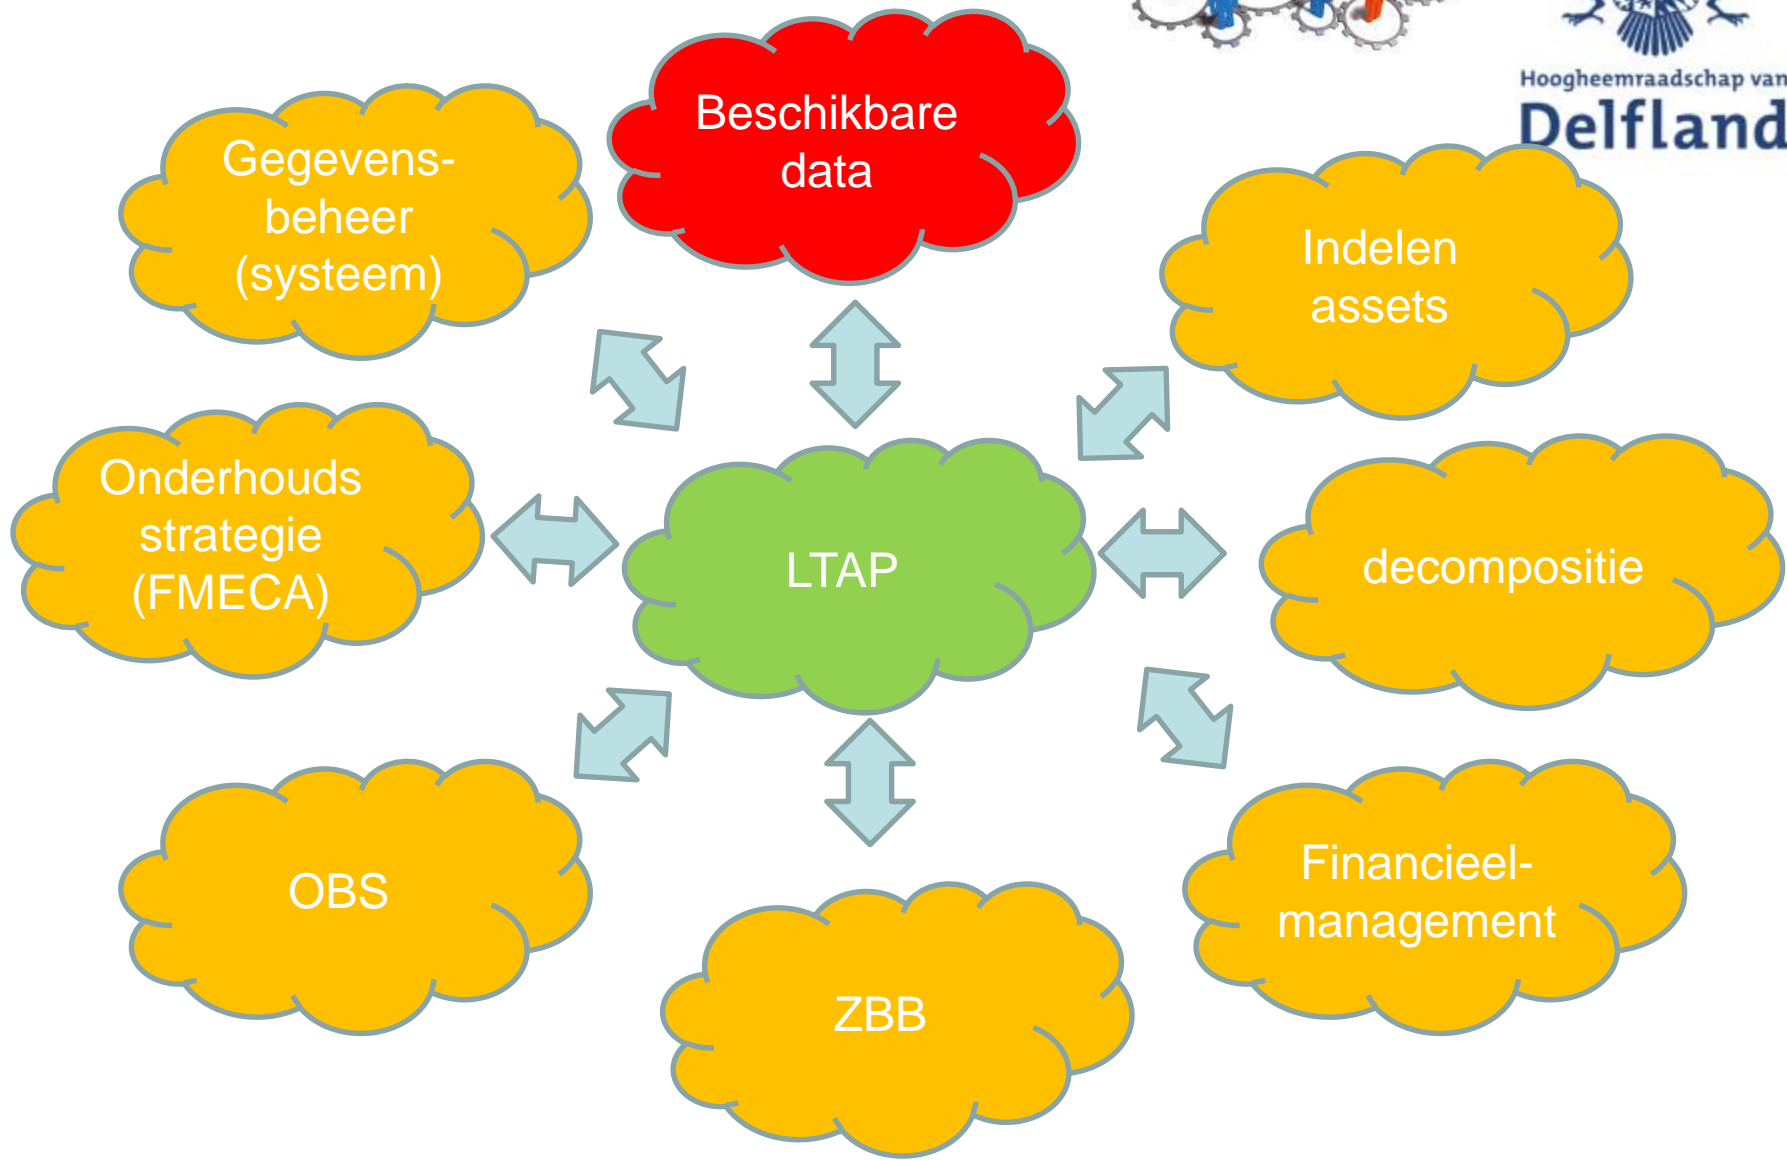 Hoogheemraadschap van
Delfland
Beschikbare
data
Gegevens-
beheer
(systeem)
Indelen
assets
Onderhouds
strategie
(FMECA)
LTAP
decompositie
OBS
ZBB
Financieel-
management